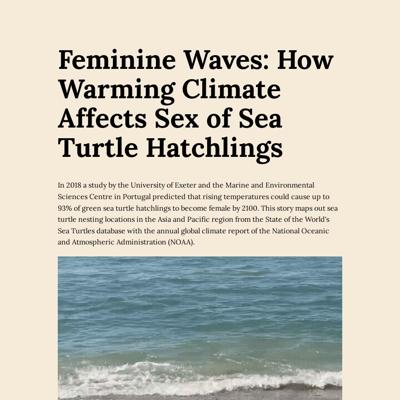 Feminine Waves: How
Warming Climate
Affects Sex of Sea
Turtle Hatchlings
In 2018 a study by the University of Exeter and the Marine and Environmental
Sciences Centre in Portugal predicted that rising temperatures could cause up to
93% of green sea turtle hatchlings to become female by 2100. This story maps out sea
turtle nesting locations in the Asia and Pacific region from the State of the World's
Sea Turtles database with the annual global climate report of the National Oceanic
and Atmospheric Administration (NOAA).